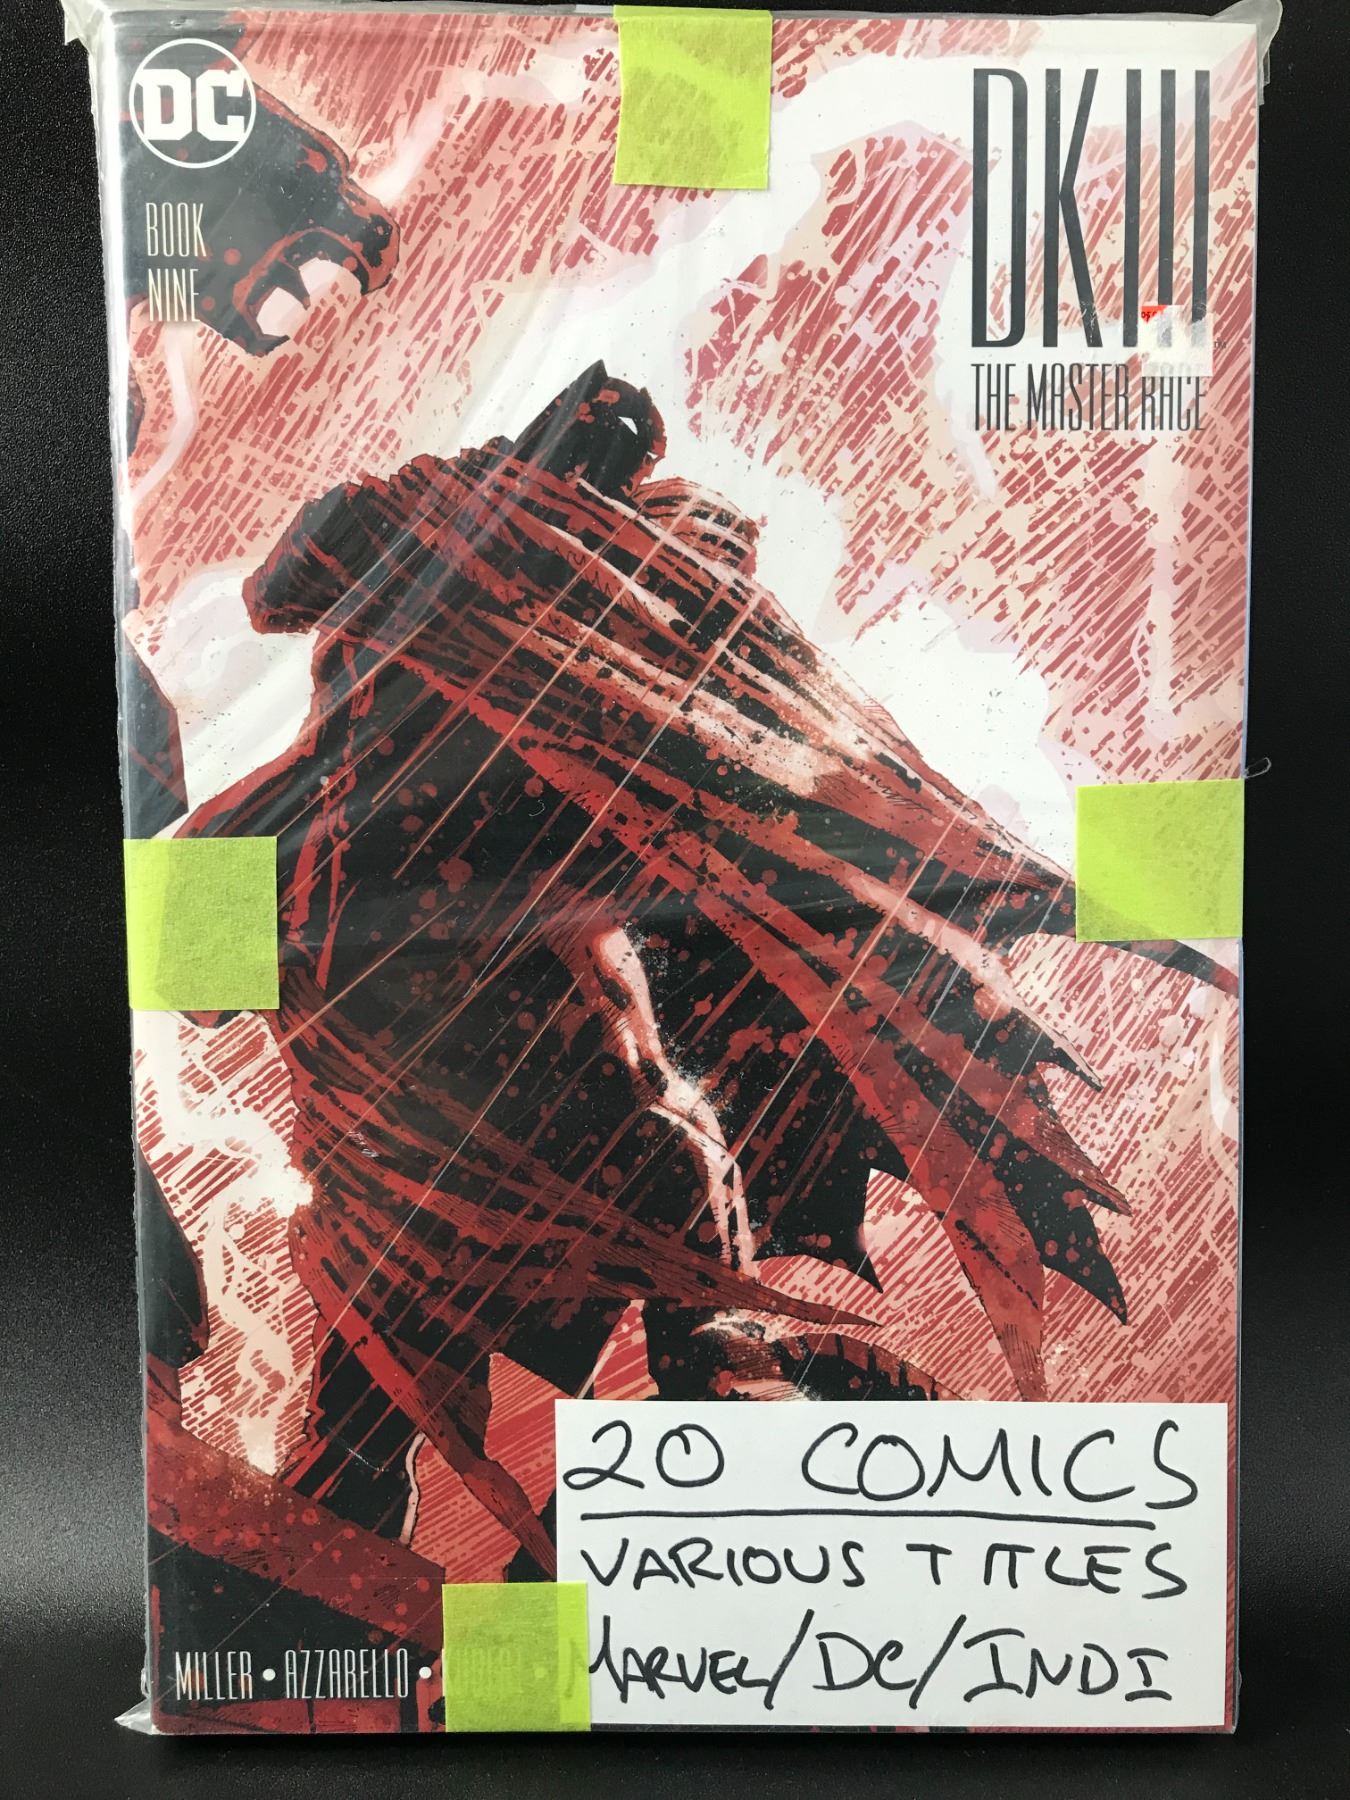 DC
BOOK
NINE
DKIII
THE MASTER RACE
20 COMICS
VARIOUS TITLES
MARVEL/DC/INDI
MILLER • AZZARELLO •